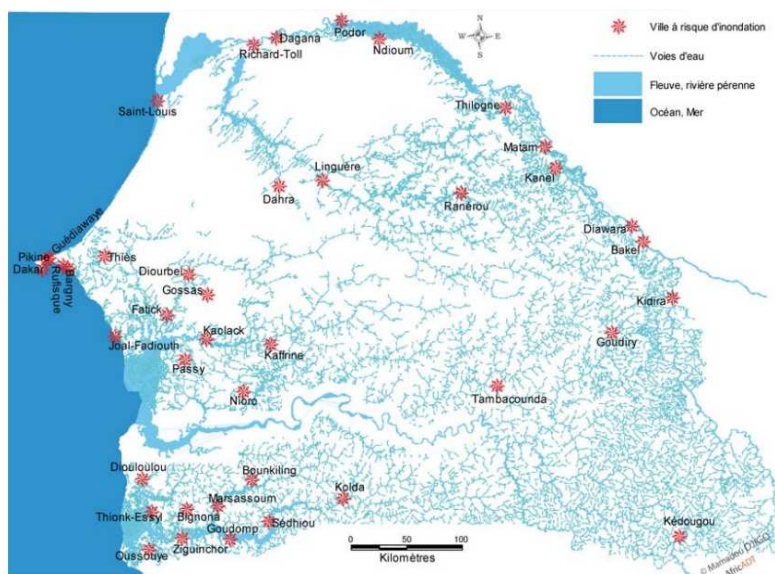 Ville à risque d'inondation
Voies d'eau
Fleuve, rivière pérenne
Océan, Mer
N
W
E
S
Podor
Dagana
Richard-Toll
Ndioum
Saint-Louis
Thilogne
Matam
Kanel
Linguère
Dahra
Ranérou
Diawara
Bakel
Guédiawaye
Pikine
Dakar
Rufisque
Bargny
Thiès
Diourbel
Gossas
Kidira
Fatick
Joal-Fadiouth
Kaolack
Kaffrine
Goudiry
Passy
Nioro
Tambacounda
Diouloulou
Bounkiling
Kolda
Marsassoum
Thionk-Essyl
Bignona
Sédhiou
Goudomp
Ziguinchor
Oussouye
Kédougou
0 50 100
Kilomètres
© Mamadou
AfricADT